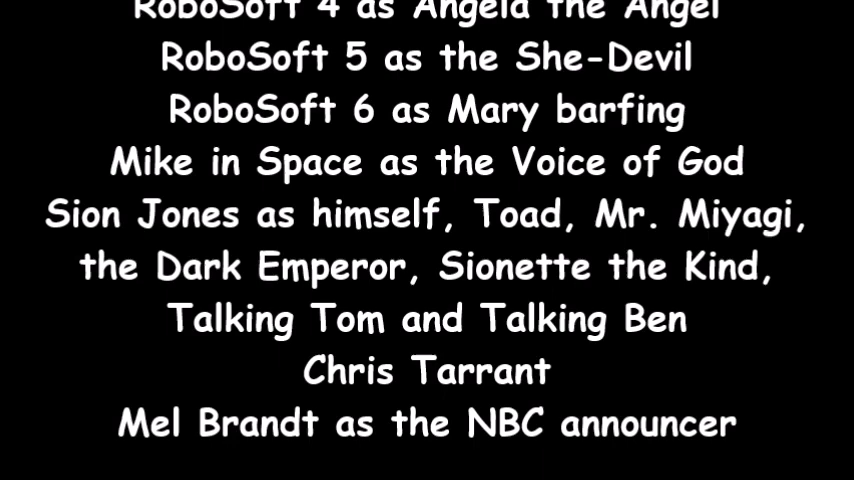 RoboSoft 4 as Angela the Angel
RoboSoft 5 as the She-Devil
RoboSoft 6 as Mary barfing
Mike in Space as the Voice of God
Sion Jones as himself, Toad, Mr. Miyagi,
the Dark Emperor, Sionette the Kind,
Talking Tom and Talking Ben
Chris Tarrant
Mel Brandt as the NBC announcer